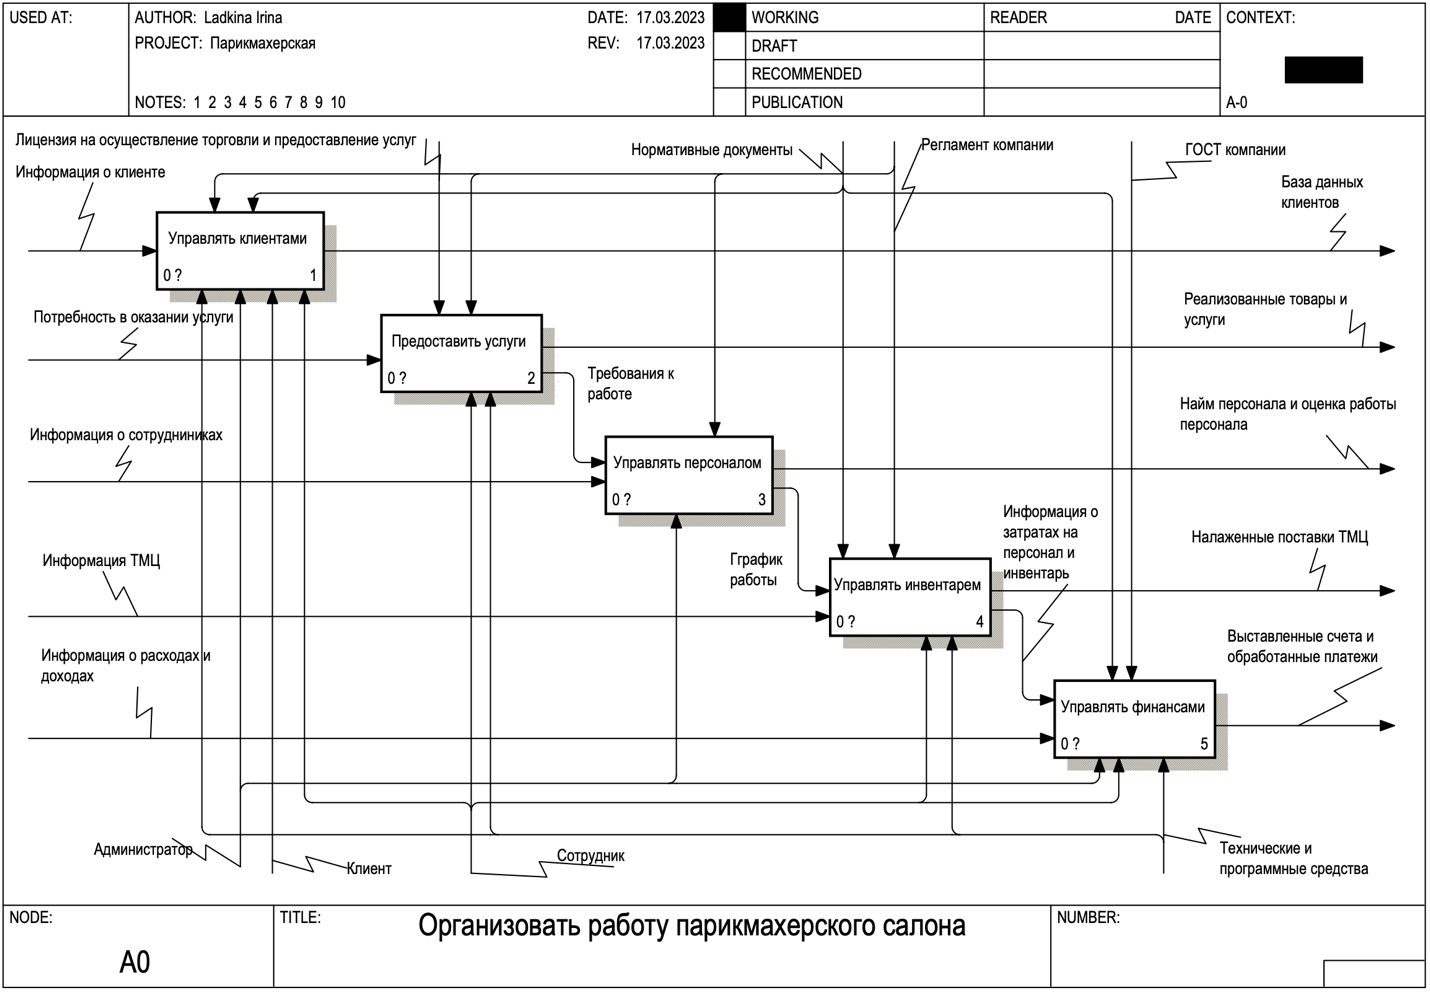 USED AT:
AUTHOR: Ladkina Irina
DATE: 17.03.2023
PROJECT: Парикмахерская
REV: 17.03.2023
NOTES: 1 2 3 4 5 6 7 8 9 10
WORKING
DRAFT
RECOMMENDED
PUBLICATION
READER
DATE
CONTEXT:
A-0
Лицензия на осуществление торговли и предоставление услуг
Информация о клиенте
Нормативные документы
Регламент компании
ГОСТ компании
База данных
клиентов
Управлять клиентами
0 ?
1
Потребность в оказании услуги
Реализованные товары и
услуги
Предоставить услуги
0 ?
2
Требования к
работе
Найм персонала и оценка работы
персонала
Информация о сотрудниниках
Управлять персоналом
0 ?
3
Информация о
затратах на
персонал и
инвентарь
Налаженные поставки ТМЦ
Информация ТМЦ
Гграфик
работы
Управлять инвентарем
0 ?
4
Информация о расходах и
доходах
Выставленные счета и
обработанные платежи
Управлять финансами
0 ?
5
Администратор
Клиент
Сотрудник
Технические и
программные средства
NODE:
A0
TITLE:
Организовать работу парикмахерского салона
NUMBER: